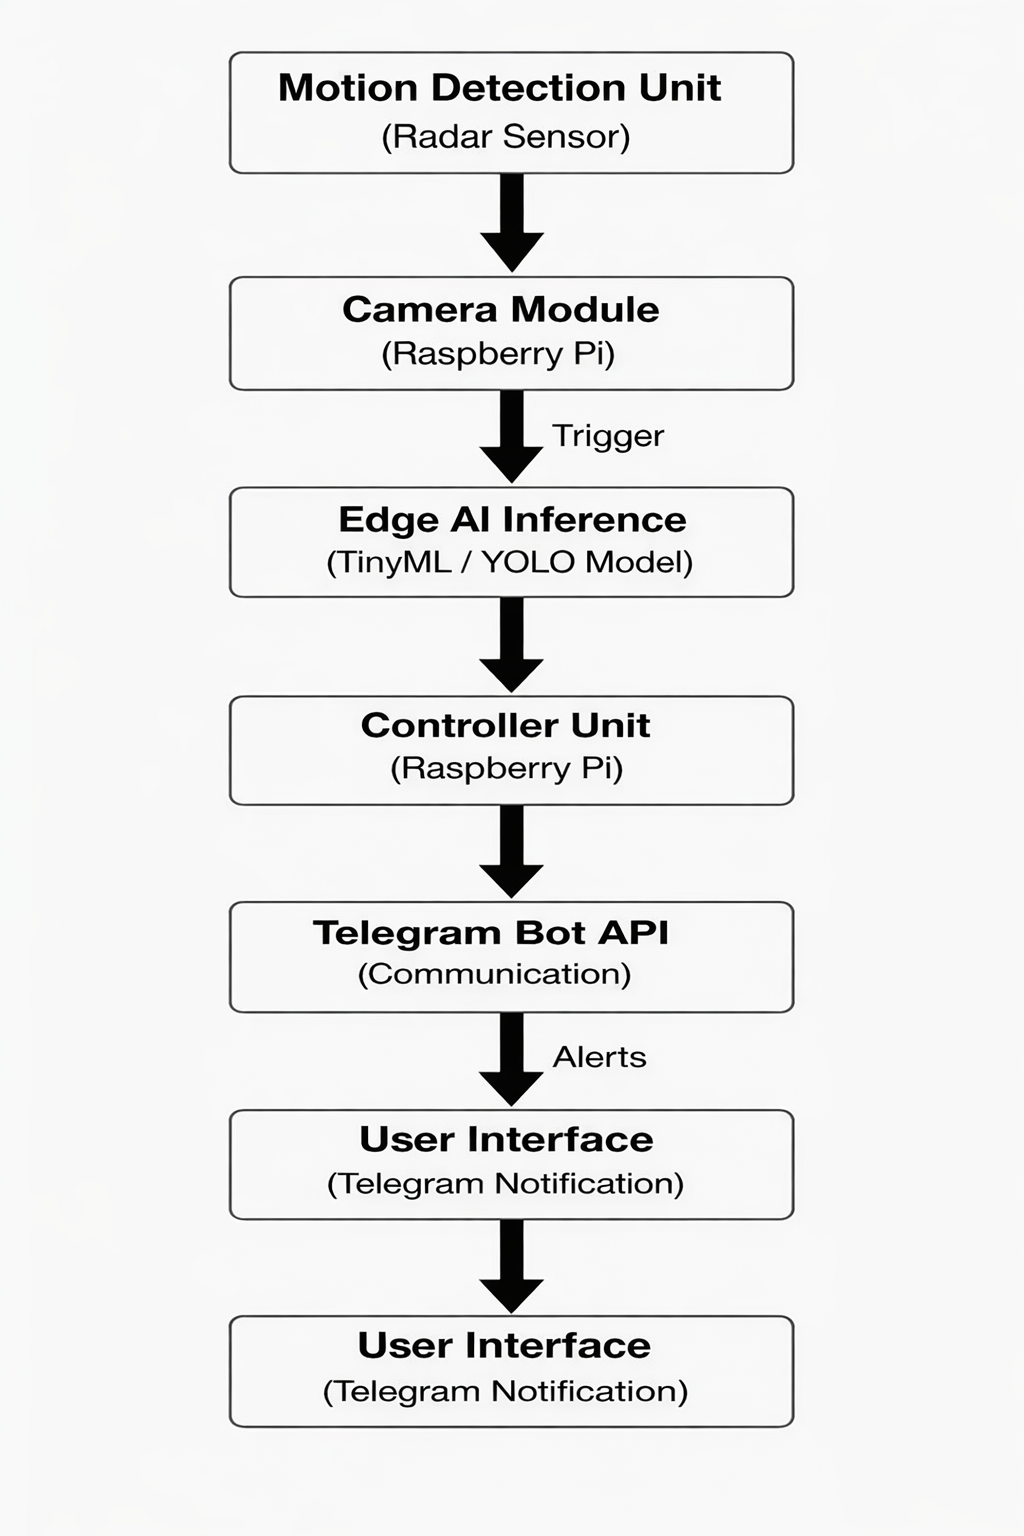 Motion Detection Unit
(Radar Sensor)
Camera Module
(Raspberry Pi)
Trigger
Edge AI Inference
(TinyML / YOLO Model)
Controller Unit
(Raspberry Pi)
Telegram Bot API
(Communication)
Alerts
User Interface
(Telegram Notification)
User Interface
(Telegram Notification)